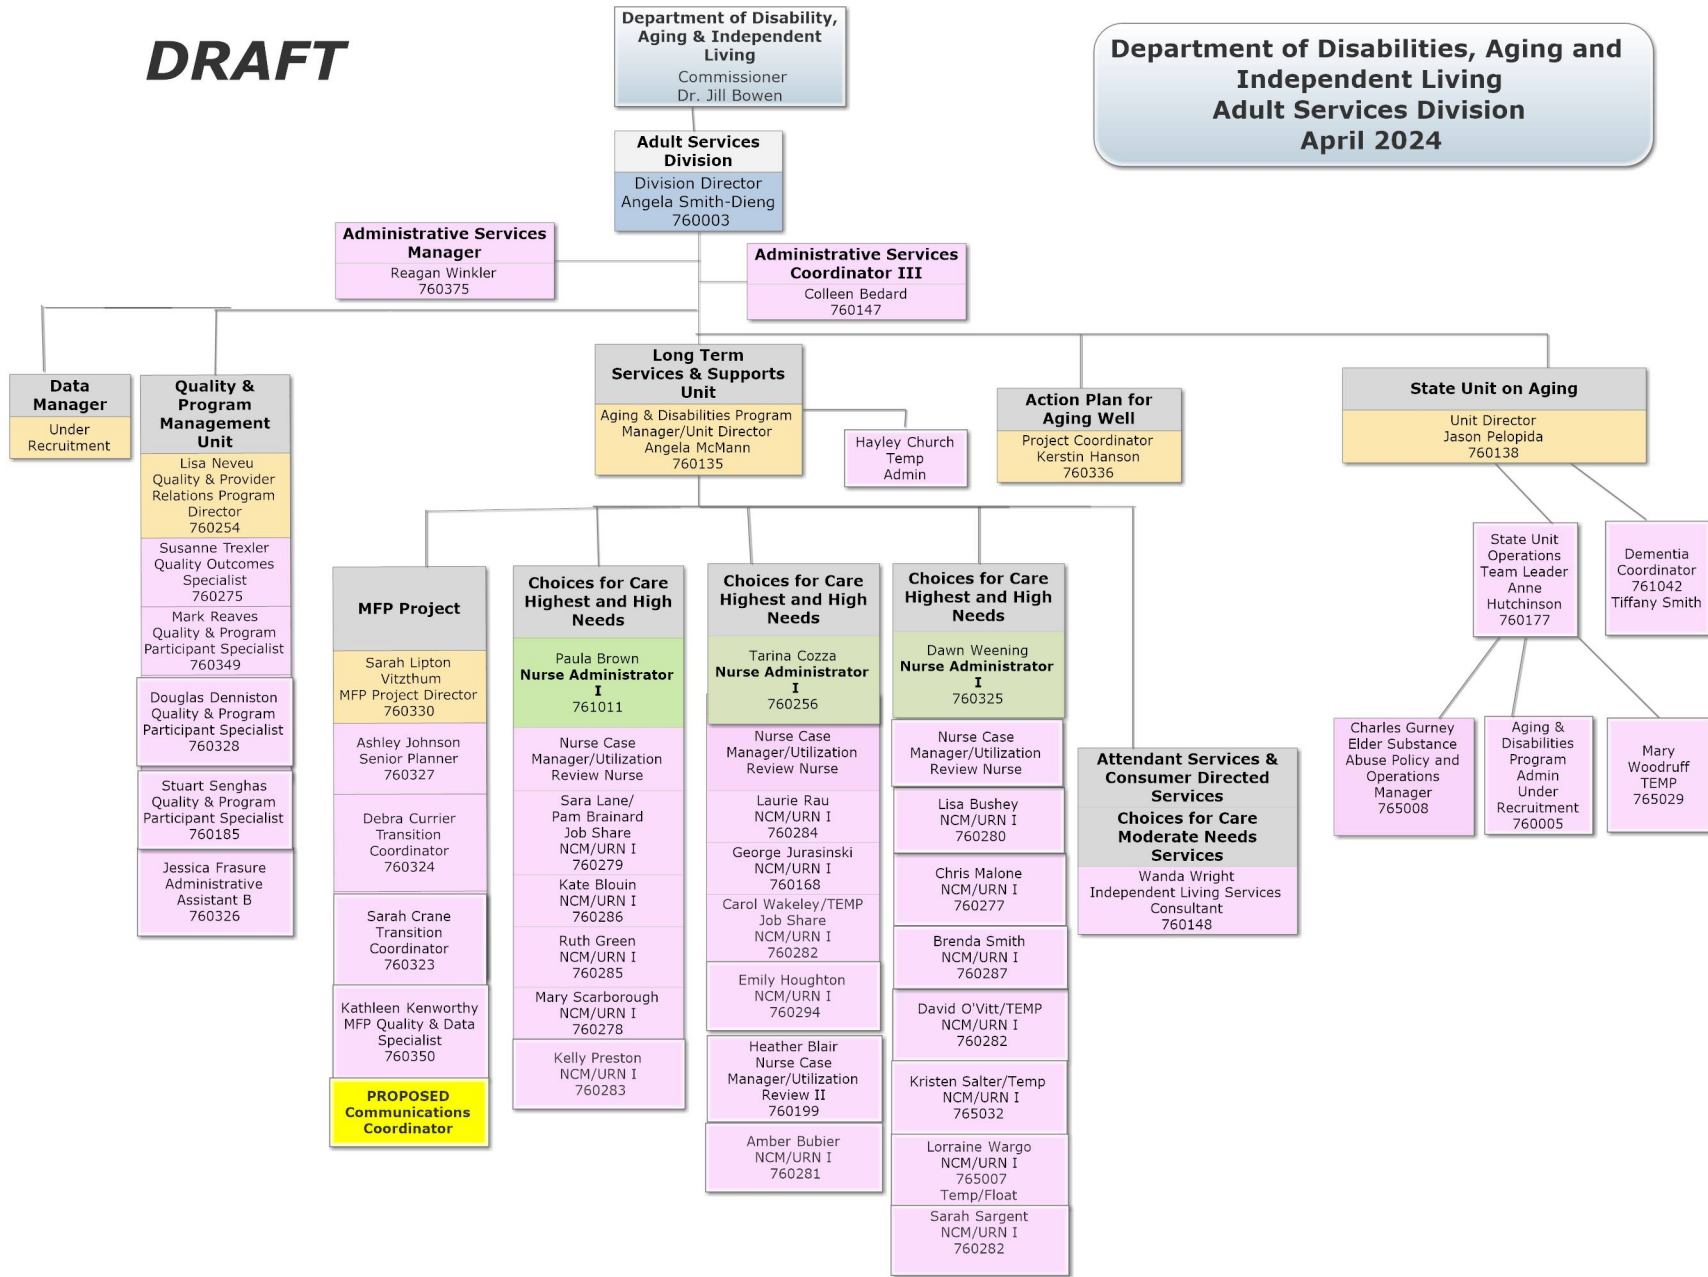 DRAFT
Department of Disability,
Aging & Independent
Living
Commissioner
Dr. Jill Bowen
Department of Disabilities, Aging and
Independent Living
Adult Services Division
April 2024
Adult Services
Division
Division Director
Angela Smith-Dieng
760003
Administrative Services
Manager
Reagan Winkler
760375
Administrative Services
Coordinator III
Colleen Bedard
760147
Data
Manager
Under
Recruitment
Quality &
Program
Management
Unit
Lisa Neveu
Quality & Provider
Relations Program
Director
760254
Susanne Trexler
Quality Outcomes
Specialist
760275
Mark Reaves
Quality & Program
Participant Specialist
760349
Douglas Denniston
Quality & Program
Participant Specialist
760328
Stuart Senghas
Quality & Program
Participant Specialist
760185
Jessica Frasure
Administrative
Assistant B
760326
Long Term
Services & Supports
Unit
Aging & Disabilities Program
Manager/Unit Director
Angela McMann
760135
Hayley Church
Temp
Admin
Action Plan for
Aging Well
Project Coordinator
Kerstin Hanson
760336
State Unit on Aging
Unit Director
Jason Pelopida
760138
State Unit
Operations
Team Leader
Anne
Hutchinson
760177
Dementia
Coordinator
761042
Tiffany Smith
Charles Gurney
Elder Substance
Abuse Policy and
Operations
Manager
765008
Aging &
Disabilities
Program
Admin
Under
Recruitment
760005
Mary
Woodruff
TEMP
765029
MFP Project
Sarah Lipton
Vitzthum
MFP Project Director
760330
Ashley Johnson
Senior Planner
760327
Debra Currier
Transition
Coordinator
760324
Sarah Crane
Transition
Coordinator
760323
Kathleen Kenworthy
MFP Quality & Data
Specialist
760350
PROPOSED
Communications
Coordinator
Choices for Care
Highest and High
Needs
Paula Brown
Nurse Administrator
I
761011
Nurse Case
Manager/Utilization
Review Nurse
Sara Lane/
Pam Brainard
Job Share
NCM/URN I
760279
Kate Blouin
NCM/URN I
760286
Ruth Green
NCM/URN I
760285
Mary Scarborough
NCM/URN I
760278
Kelly Preston
NCM/URN I
760283
Choices for Care
Highest and High
Needs
Tarina Cozza
Nurse Administrator
I
760256
Nurse Case
Manager/Utilization
Review Nurse
Laurie Rau
NCM/URN I
760284
George Jurasinski
NCM/URN I
760168
Carol Wakeley/TEMP
Job Share
NCM/URN I
760282
Emily Houghton
NCM/URN I
760294
Heather Blair
Nurse Case
Manager/Utilization
Review II
760199
Amber Bubier
NCM/URN I
760281
Choices for Care
Highest and High
Needs
Dawn Weening
Nurse Administrator
I
760325
Nurse Case
Manager/Utilization
Review Nurse
Lisa Bushey
NCM/URN I
760280
Chris Malone
NCM/URN I
760277
Brenda Smith
NCM/URN I
760287
David O'Vitt/TEMP
NCM/URN I
760282
Kristen Salter/Temp
NCM/URN I
765032
Lorraine Wargo
NCM/URN I
765007
Temp/Float
Sarah Sargent
NCM/URN I
760282
Attendant Services &
Consumer Directed
Services
Choices for Care
Moderate Needs
Services
Wanda Wright
Independent Living Services
Consultant
760148